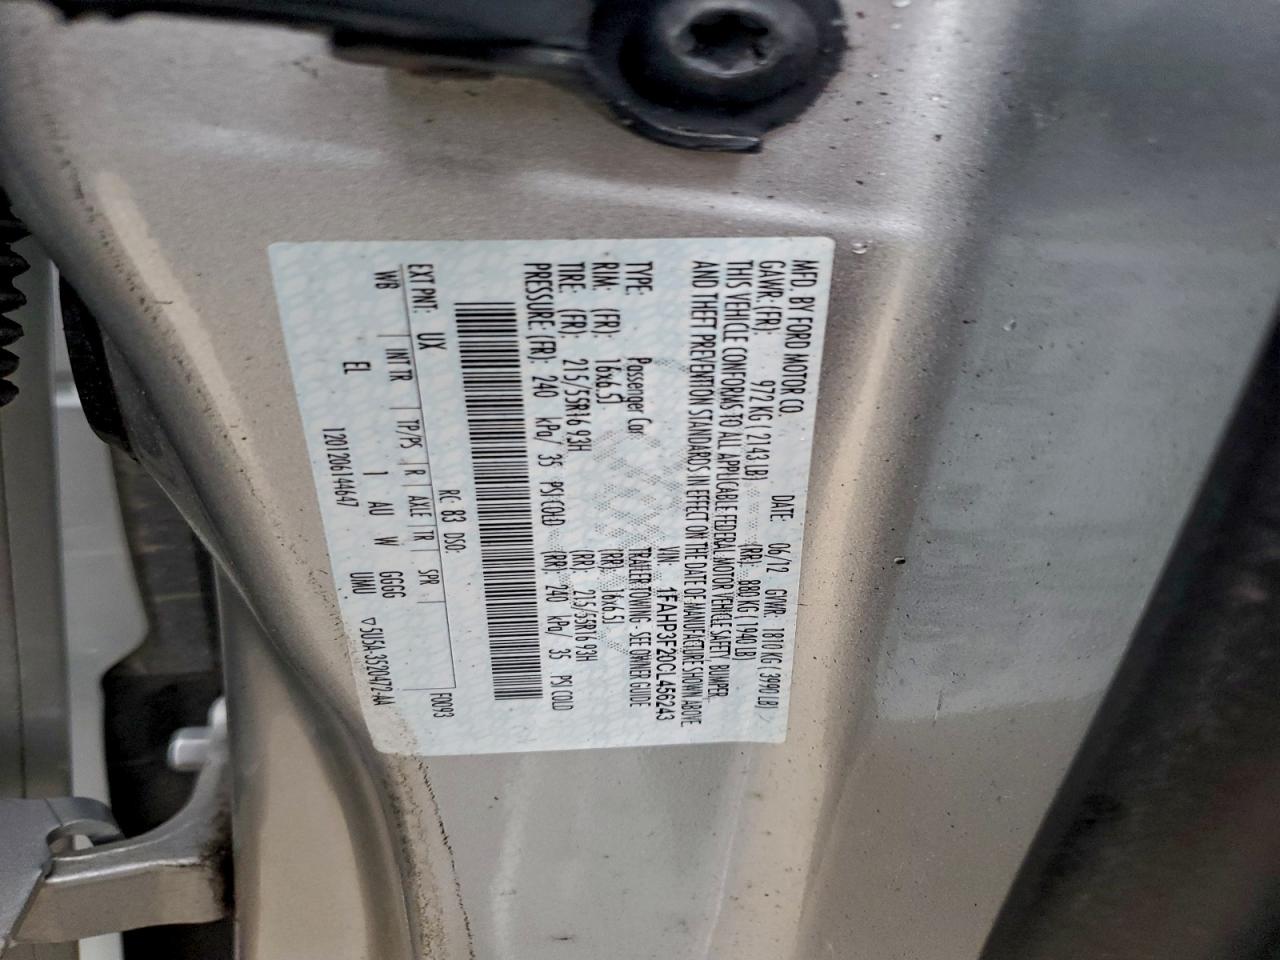 MFD. BY FORD MOTOR CO.
DATE: 06/12 GVWR: 1810 KG ( 3990 LB)
GAWR: (FR): 972 KG ( 2143 LB) (RR): 880 KG ( 1940 LB)
THIS VEHICLE CONFORMS TO ALL APPLICABLE FEDERAL MOTOR VEHICLE SAFETY, BUMPER,
AND THEFT PREVENTION STANDARDS IN EFFECT ON THE DATE OF MANUFACTURE SHOWN ABOVE
VIN: 1FAHP3F20CL456243
TYPE: Passenger Car TRAILER TOWING - SEE OWNER GUIDE
RIM: (FR): 16x6.5J (RR): 16x6.5J
TIRE: (FR): 215/55R16 93H (RR): 215/55R16 93H
PRESSURE: (FR): 240 kPa/ 35 PSI COLD (RR): 240 kPa/ 35 PSI COLD
RC: 83 DSO: F0093
EXT PNT: UX
WB INT TR TP/PS R AXLE TR SPR
EL I AU W GGGG
UMU
120120614 4647 ▽5U5A-3520472-AA